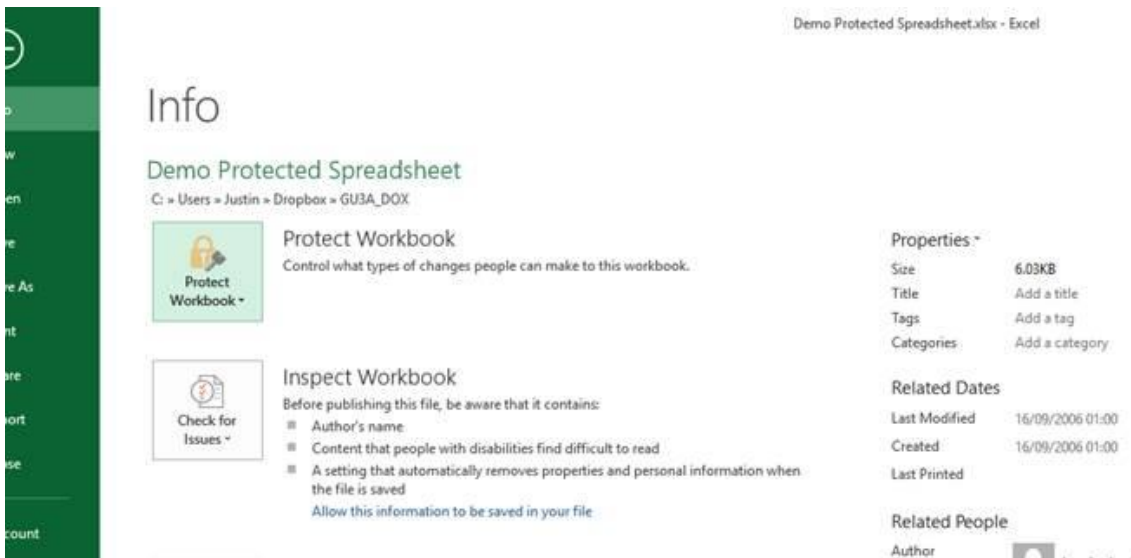 Demo Protected Spreadsheet.xlsx - Excel
Info
Demo Protected Spreadsheet
C: » Users » Justin » Dropbox » GU3A_DOX
Protect Workbook ▾
Protect Workbook
Control what types of changes people can make to this workbook.
Check for Issues ▾
Inspect Workbook
Before publishing this file, be aware that it contains:
Author's name
Content that people with disabilities find difficult to read
A setting that automatically removes properties and personal information when
the file is saved
Allow this information to be saved in your file
Properties ▾
Size 6.03KB
Title Add a title
Tags Add a tag
Categories Add a category
Related Dates
Last Modified 16/09/2006 01:00
Created 16/09/2006 01:00
Last Printed
Related People
Author